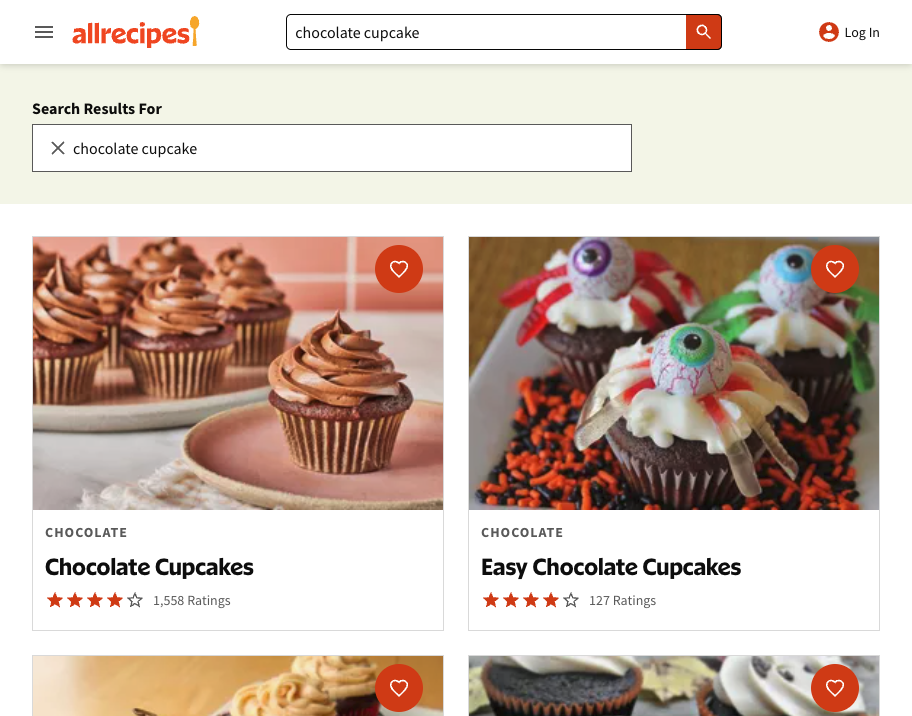 allrecipes
chocolate cupcake
Log In
Search Results For
chocolate cupcake
CHOCOLATE
Chocolate Cupcakes
1,558 Ratings
CHOCOLATE
Easy Chocolate Cupcakes
127 Ratings